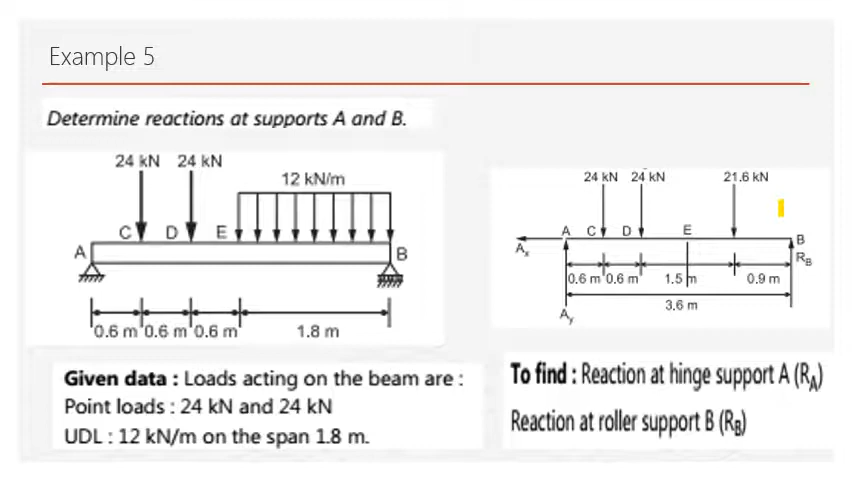 Example 5
Determine reactions at supports A and B.
24 kN 24 kN
12 kN/m
C D E
A B
0.6 m 0.6 m 0.6 m 1.8 m
24 kN 24 kN 21.6 kN
A C D E B
Aₓ R_B
0.6 m 0.6 m 1.5 m 0.9 m
3.6 m
A_y
Given data : Loads acting on the beam are :
Point loads : 24 kN and 24 kN
UDL : 12 kN/m on the span 1.8 m.
To find : Reaction at hinge support A (R_A)
Reaction at roller support B (R_B)